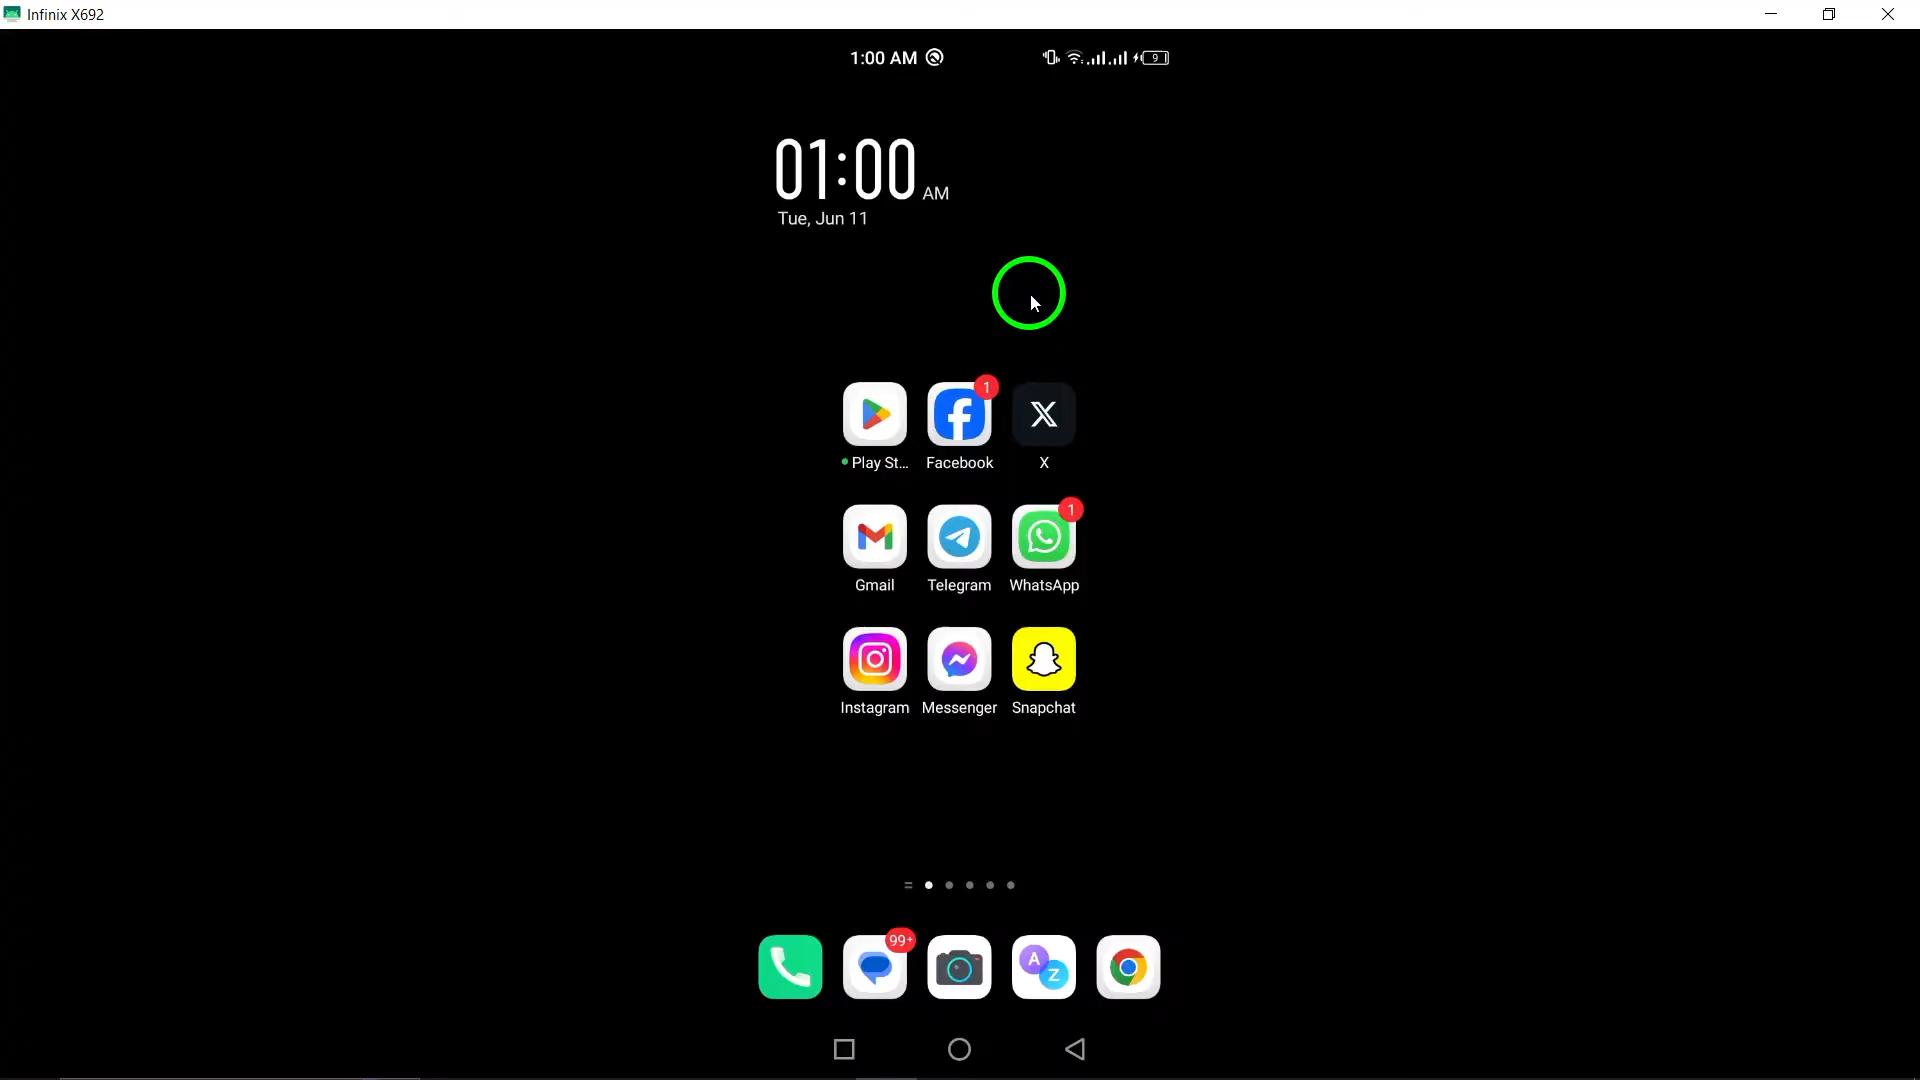 Infinix X692
1:00 AM
9
01:00 AM
Tue, Jun 11
1
Play St... Facebook X
1
Gmail Telegram WhatsApp
Instagram Messenger Snapchat
99+
A
Z